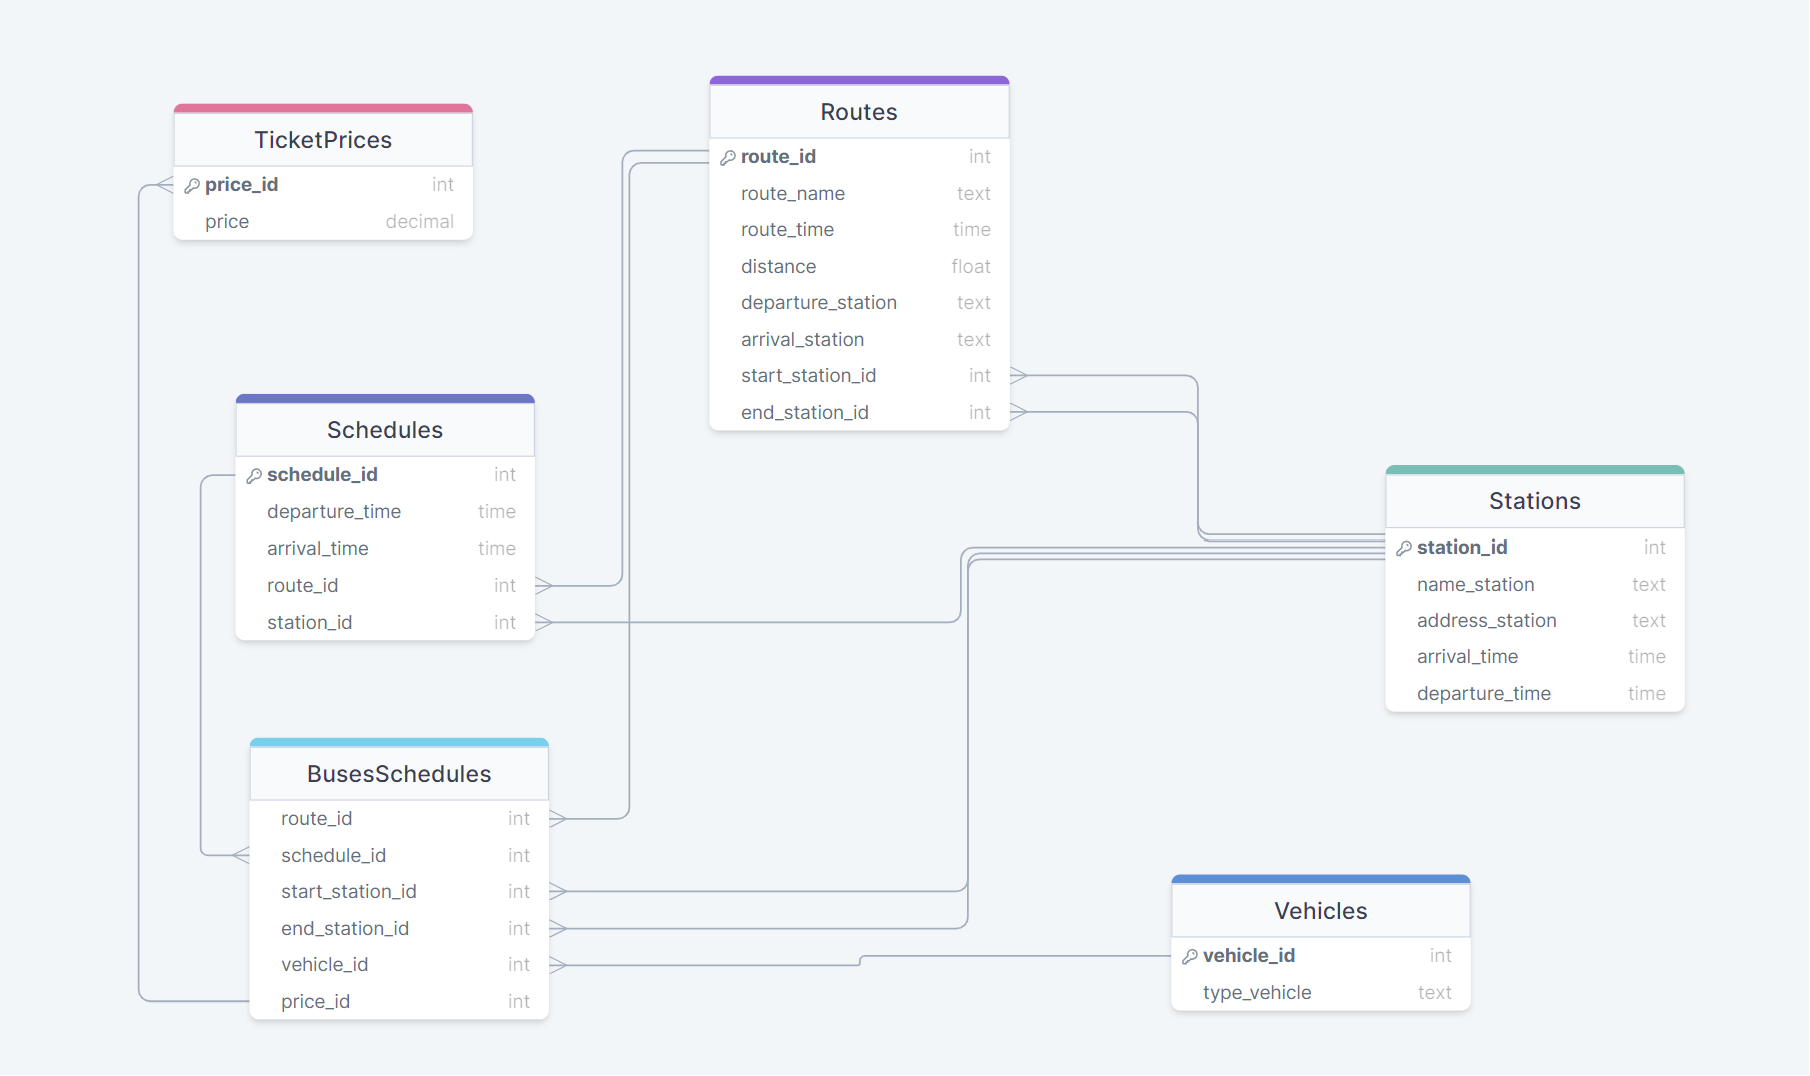 TicketPrices
price_id int
price decimal
Routes
route_id int
route_name text
route_time time
distance float
departure_station text
arrival_station text
start_station_id int
end_station_id int
Schedules
schedule_id int
departure_time time
arrival_time time
route_id int
station_id int
Stations
station_id int
name_station text
address_station text
arrival_time time
departure_time time
BusesSchedules
route_id int
schedule_id int
start_station_id int
end_station_id int
vehicle_id int
price_id int
Vehicles
vehicle_id int
type_vehicle text